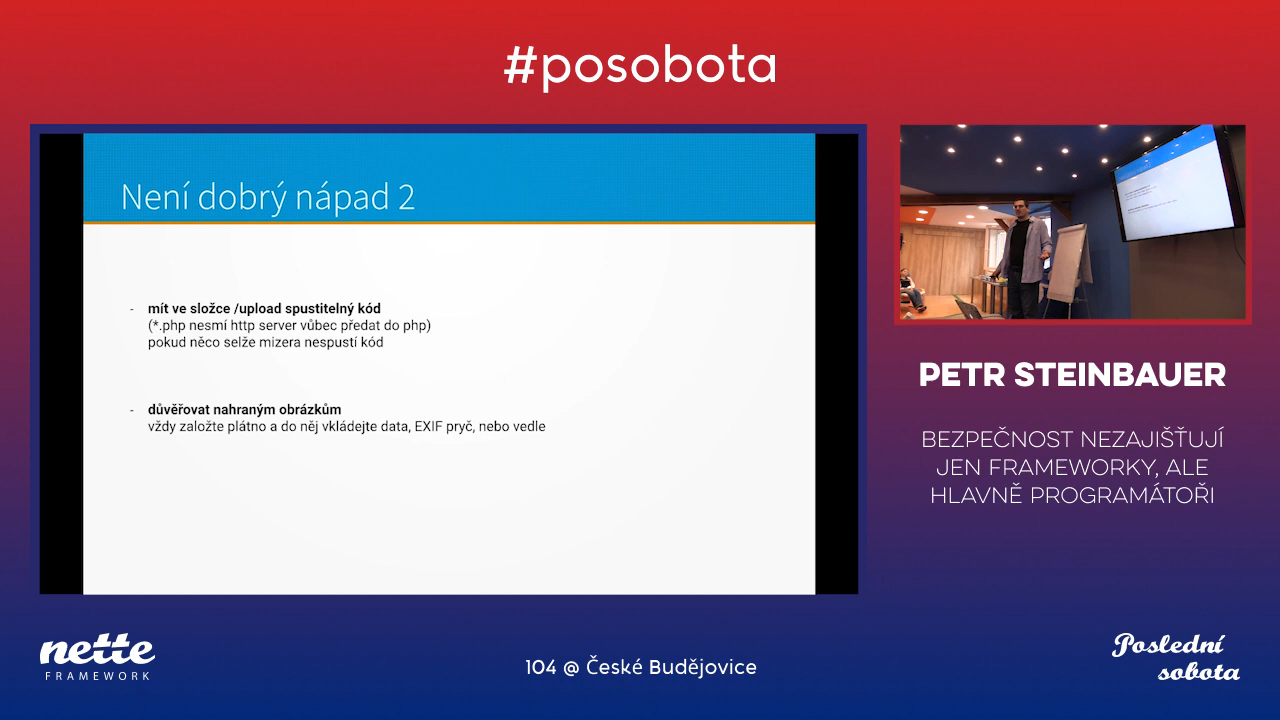 #posobota
Není dobrý nápad 2
- mít ve složce /upload spustitelný kód
(*.php nesmí http server vůbec předat do php)
pokud něco selže mizera nespustí kód
- důvěřovat nahraným obrázkům
vždy založte plátno a do něj vkládejte data, EXIF pryč, nebo vedle
PETR STEINBAUER
BEZPEČNOST NEZAJIŠŤUJÍ
JEN FRAMEWORKY, ALE
HLAVNĚ PROGRAMÁTOŘI
nette
FRAMEWORK
104 @ České Budějovice
Poslední
sobota